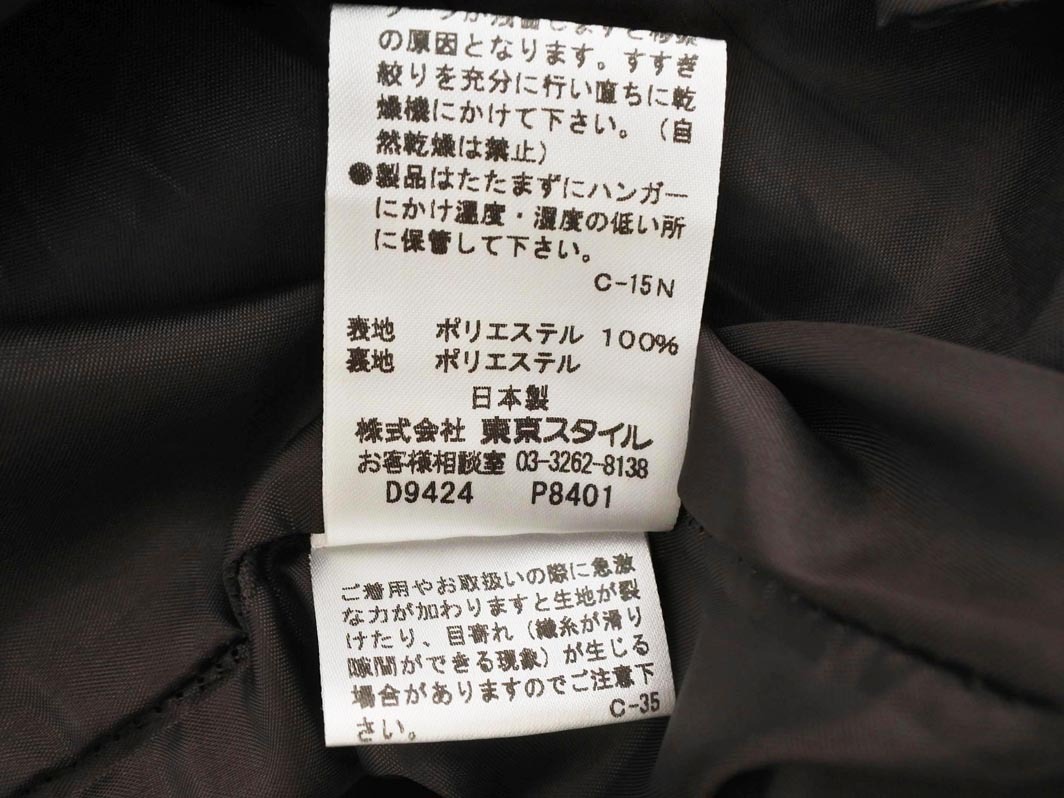 の原因となります。すすぎ
絞りを充分に行い直ちに乾
燥機にかけて下さい。（自
然乾燥は禁止）
●製品はたたまずにハンガー
にかけ温度・湿度の低い所
に保管して下さい。
C-15N
表地 ポリエステル 100%
裏地 ポリエステル
日本製
株式会社 東京スタイル
お客様相談室 03-3262-8138
D9424 P8401
ご着用やお取扱いの際に急激
な力が加わりますと生地が裂
けたり、目寄れ（織糸が滑り
隙間ができる現象）が生じる
場合がありますのでご注意下
さい。
C-35